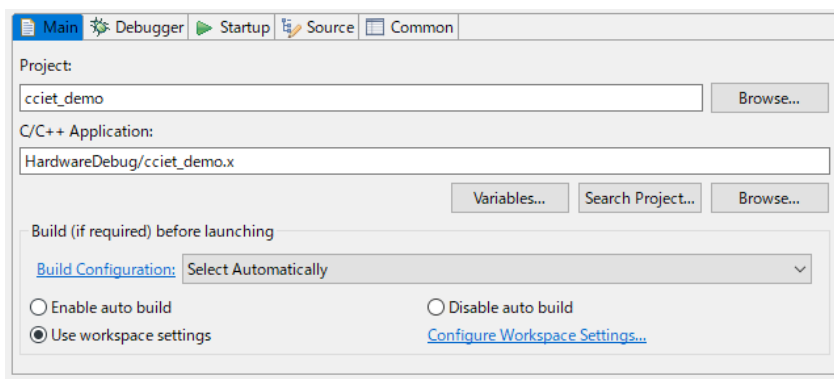 Main Debugger Startup Source Common
Project:
cciet_demo Browse...
C/C++ Application:
HardwareDebug/cciet_demo.x
Variables... Search Project... Browse...
Build (if required) before launching
Build Configuration: Select Automatically
Enable auto build Disable auto build
Use workspace settings Configure Workspace Settings...